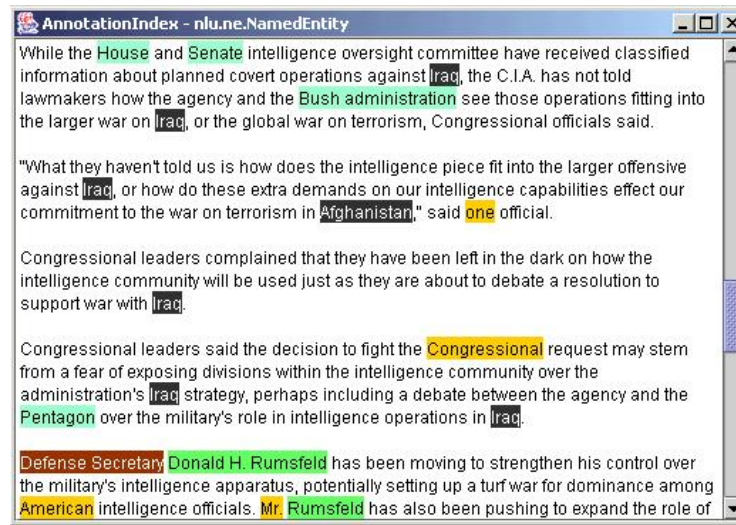 AnnotationIndex - nlu.ne.NamedEntity
While the House and Senate intelligence oversight committee have received classified
information about planned covert operations against Iraq, the C.I.A. has not told
lawmakers how the agency and the Bush administration see those operations fitting into
the larger war on Iraq, or the global war on terrorism, Congressional officials said.
"What they haven't told us is how does the intelligence piece fit into the larger offensive
against Iraq, or how do these extra demands on our intelligence capabilities effect our
commitment to the war on terrorism in Afghanistan," said one official.
Congressional leaders complained that they have been left in the dark on how the
intelligence community will be used just as they are about to debate a resolution to
support war with Iraq.
Congressional leaders said the decision to fight the Congressional request may stem
from a fear of exposing divisions within the intelligence community over the
administration's Iraq strategy, perhaps including a debate between the agency and the
Pentagon over the military's role in intelligence operations in Iraq.
Defense Secretary Donald H. Rumsfeld has been moving to strengthen his control over
the military's intelligence apparatus, potentially setting up a turf war for dominance among
American intelligence officials. Mr. Rumsfeld has also been pushing to expand the role of